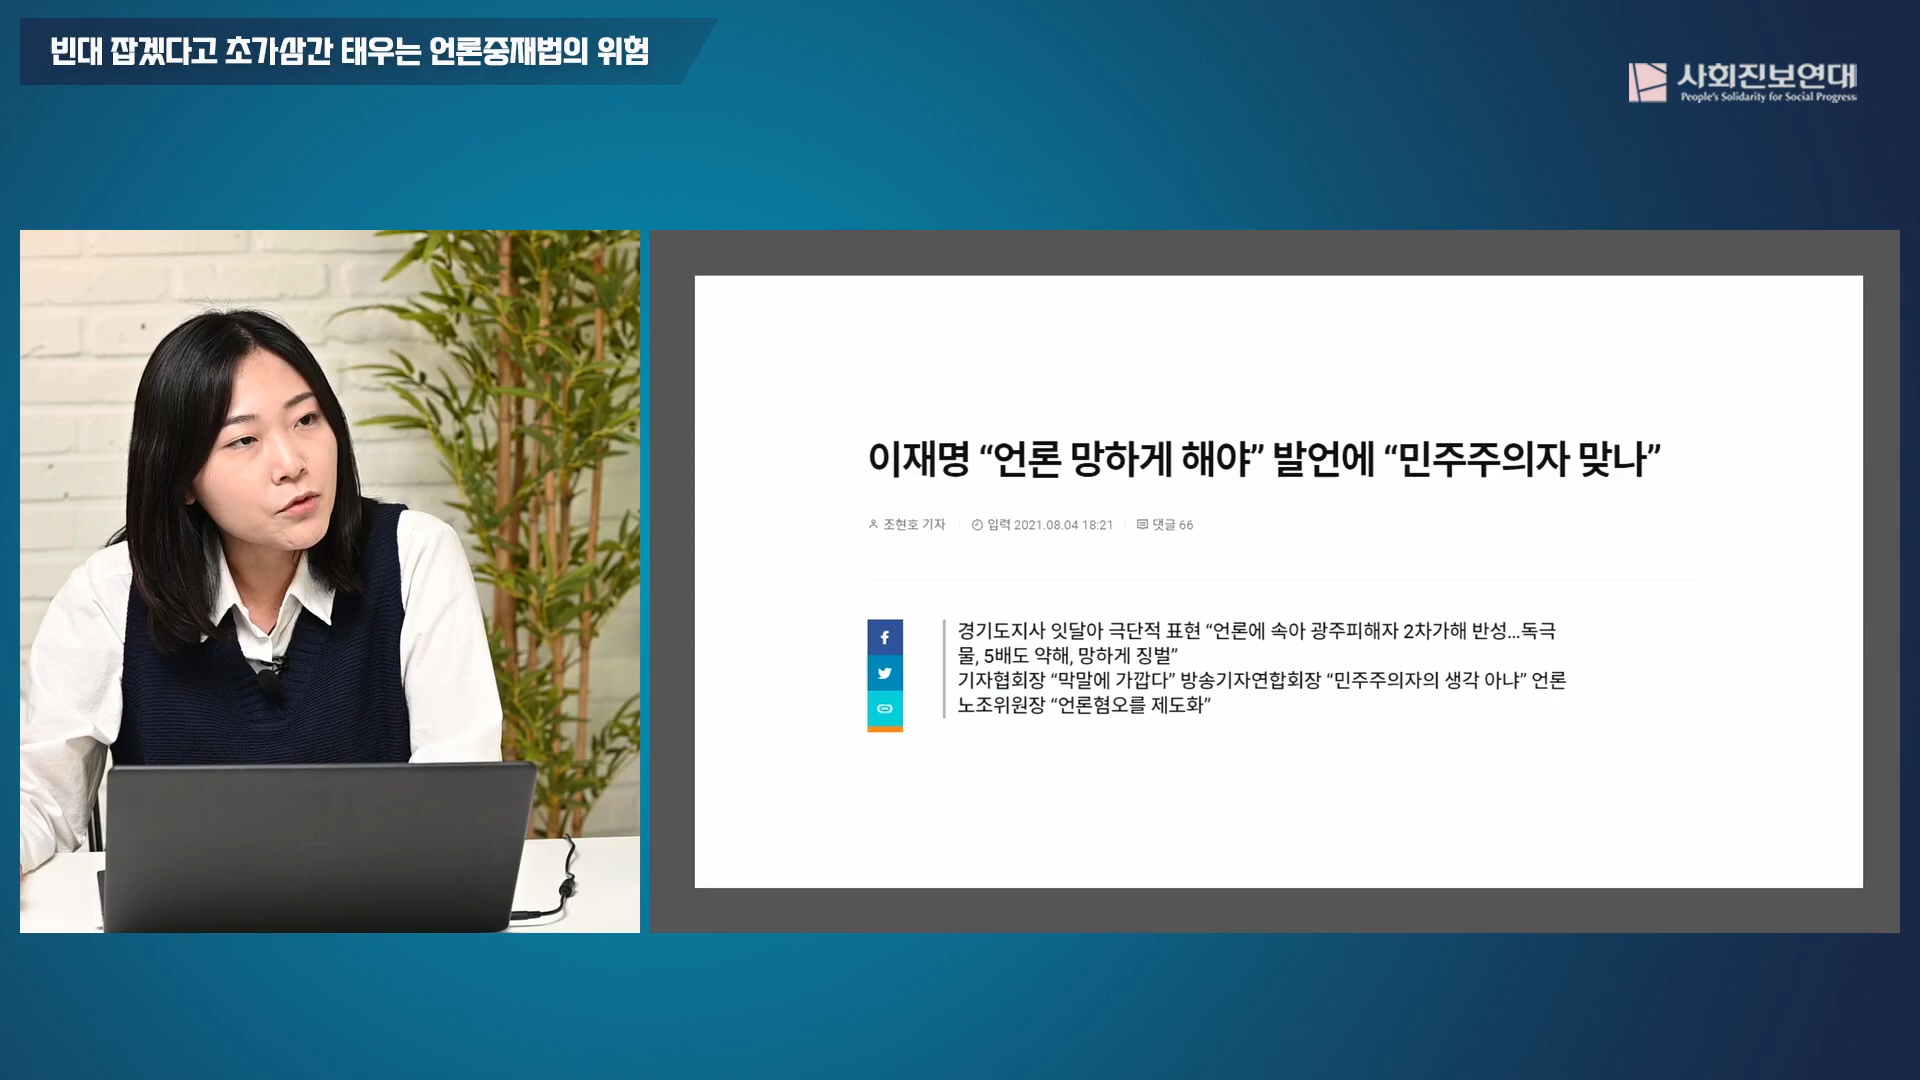 빈대 잡겠다고 초가삼간 태우는 언론중재법의 위험
사회진보연대
People's Solidarity for Social Progress
이재명 “언론 망하게 해야” 발언에 “민주주의자 맞나”
조현호 기자 입력 2021.08.04 18:21 댓글 66
경기도지사 잇달아 극단적 표현 “언론에 속아 광주피해자 2차가해 반성...독극
물, 5배도 약해, 망하게 징벌”
기자협회장 “막말에 가깝다” 방송기자연합회장 “민주주의자의 생각 아냐” 언론
노조위원장 “언론혐오를 제도화”